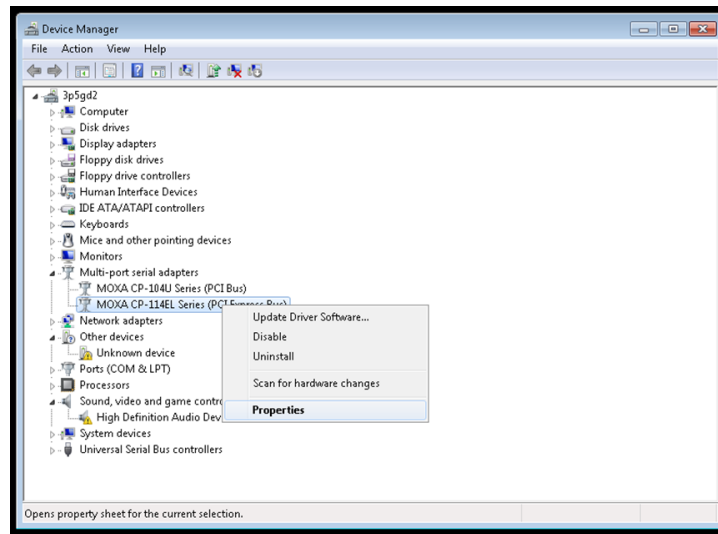 Device Manager
File Action View Help
3p5gd2
Computer
Disk drives
Display adapters
Floppy disk drives
Floppy drive controllers
Human Interface Devices
IDE ATA/ATAPI controllers
Keyboards
Mice and other pointing devices
Monitors
Multi-port serial adapters
MOXA CP-104U Series (PCI Bus)
MOXA CP-114EL Series (PCI Express Bus)
Update Driver Software...
Network adapters
Other devices
Disable
Unknown device
Uninstall
Ports (COM & LPT)
Processors
Scan for hardware changes
Sound, video and game contr
Properties
High Definition Audio Dev
System devices
Universal Serial Bus controllers
Opens property sheet for the current selection.